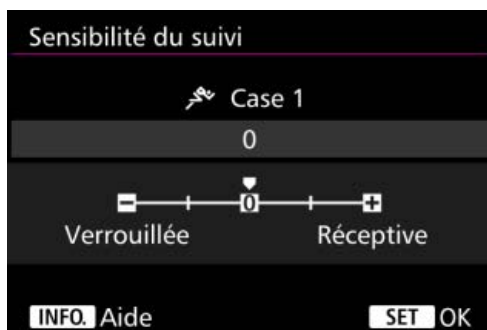 Sensibilité du suivi
Case 1
0
- 0 +
Verrouillée Réceptive
INFO. Aide SET OK